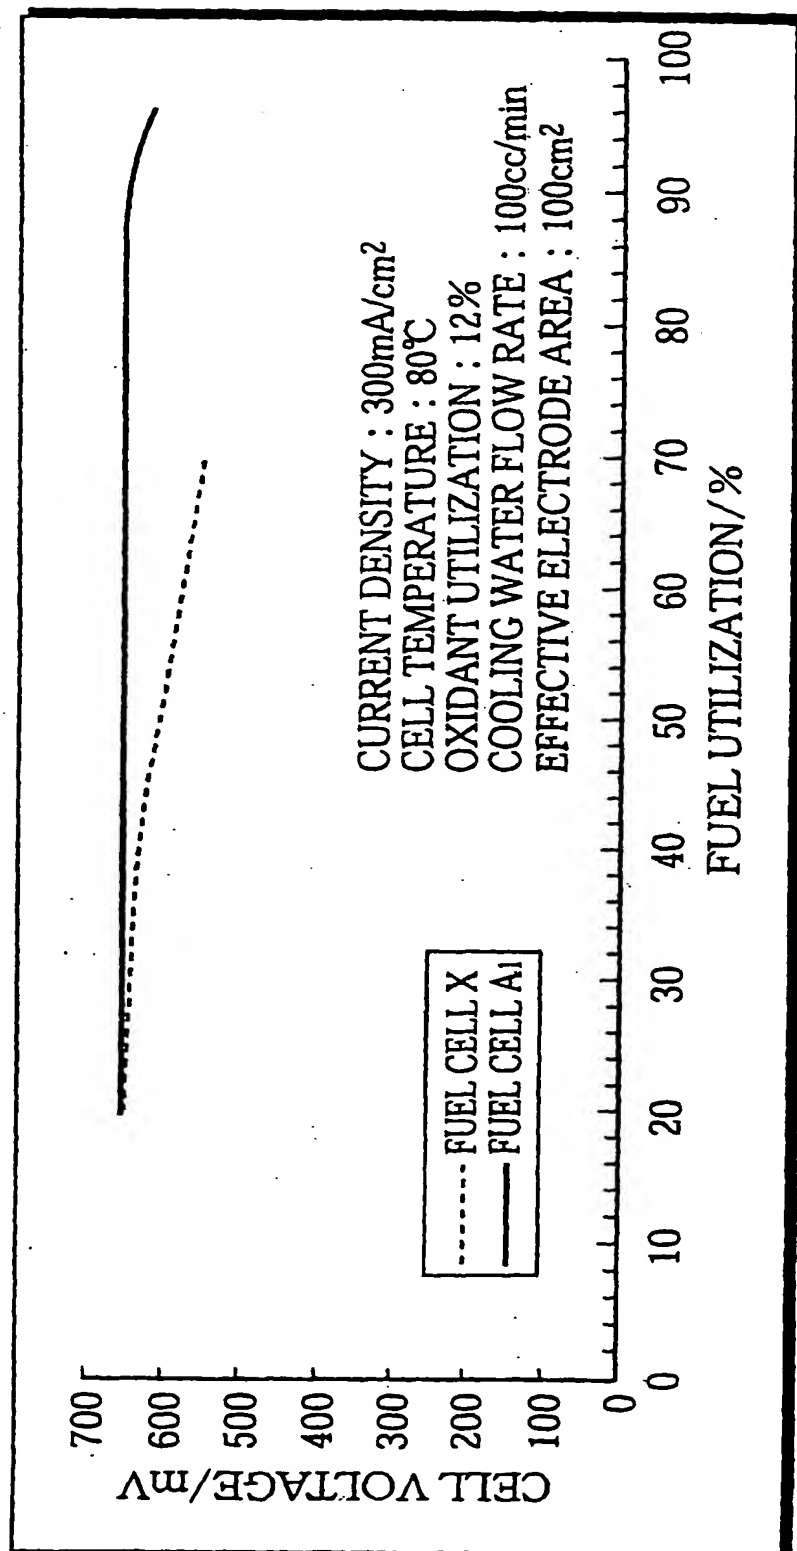 CELL VOLTAGE/mV
700
600
500
400
300
200
100
0
FUEL CELL X
FUEL CELL A1
CURRENT DENSITY : 300mA/cm²
CELL TEMPERATURE : 80℃
OXIDANT UTILIZATION : 12%
COOLING WATER FLOW RATE : 100cc/min
EFFECTIVE ELECTRODE AREA : 100cm²
0 10 20 30 40 50 60 70 80 90 100
FUEL UTILIZATION/%